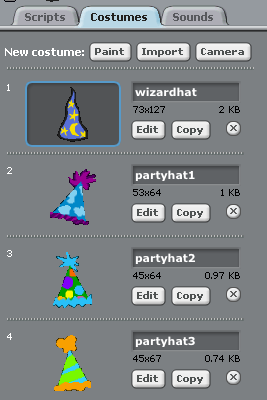 Scripts Costumes Sounds
New costume: Paint Import Camera
1
wizardhat
73x127 2 KB
Edit Copy
2
partyhat1
53x64 1 KB
Edit Copy
3
partyhat2
45x64 0.97 KB
Edit Copy
4
partyhat3
45x67 0.74 KB
Edit Copy